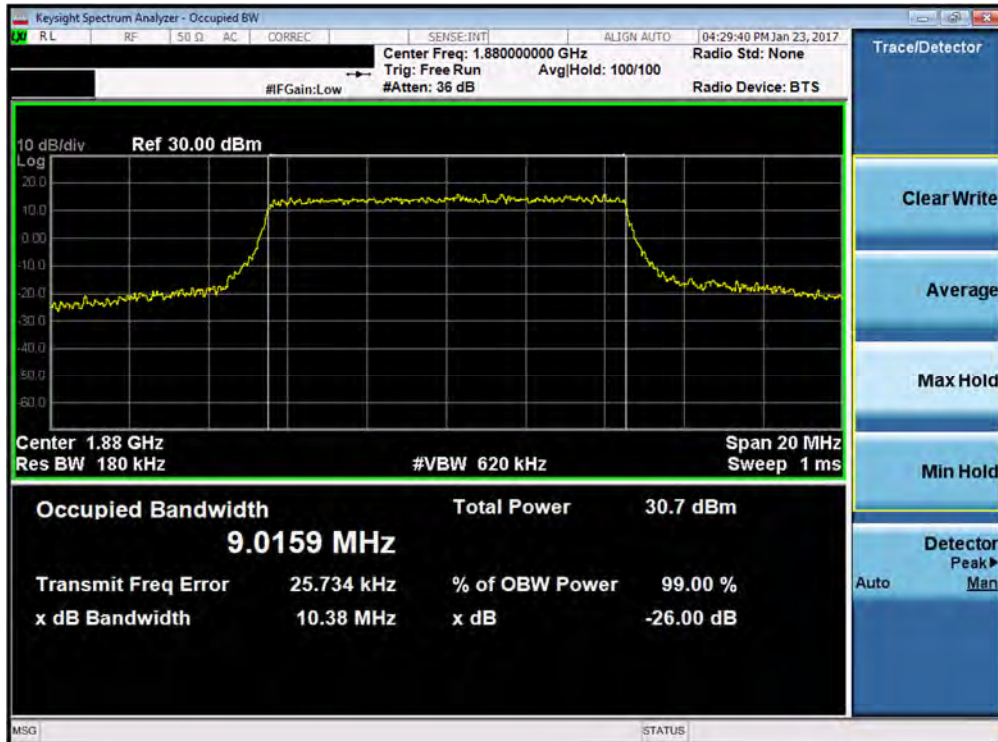 Keysight Spectrum Analyzer - Occupied BW
LXI RL RF 50 Ω AC CORREC SENSE:INT ALIGN AUTO 04:29:40 PM Jan 23, 2017
Center Freq: 1.880000000 GHz Radio Std: None
Trig: Free Run Avg|Hold: 100/100
#IFGain:Low #Atten: 36 dB Radio Device: BTS
10 dB/div Ref 30.00 dBm
Log
20.0
10.0
0.00
-10.0
-20.0
-30.0
-40.0
-50.0
-60.0
Center 1.88 GHz Span 20 MHz
Res BW 180 kHz #VBW 620 kHz Sweep 1 ms
Occupied Bandwidth Total Power 30.7 dBm
9.0159 MHz
Transmit Freq Error 25.734 kHz % of OBW Power 99.00 %
x dB Bandwidth 10.38 MHz x dB -26.00 dB
MSG STATUS
Trace/Detector
Clear Write
Average
Max Hold
Min Hold
Detector
Peak▶
Auto Man